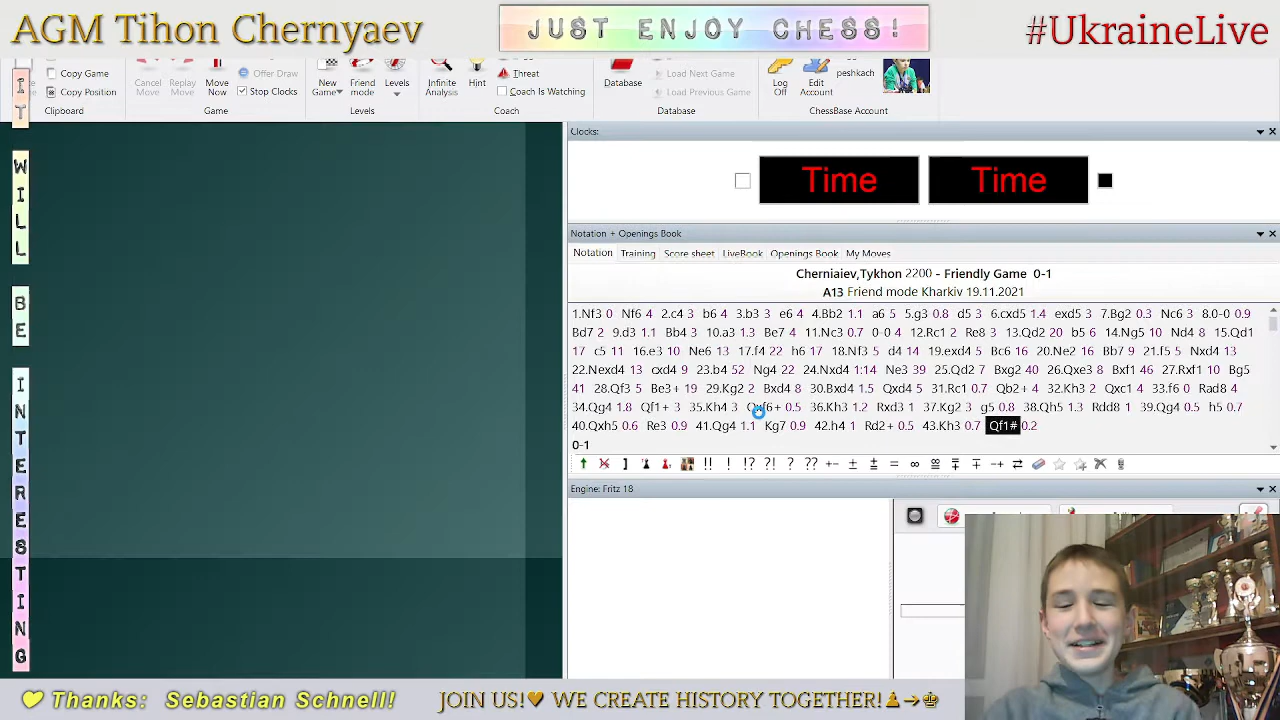 AGM Tihon Chernyaev
JUST ENJOY CHESS!
#UkraineLive
IT WILL BE INTERESTING
Copy Game
Copy Position
Clipboard
Cancel Move
Replay Move
Move Now
Offer Draw
Stop Clocks
Game
New Game
Friend mode
Levels
Levels
Infinite Analysis
Hint
Threat
Coach Is Watching
Coach
Database
Load Next Game
Load Previous Game
Database
Log Off
Edit Account
peshkach
ChessBase Account
Clocks:
Time
Time
Notation + Openings Book
Notation Training Score sheet LiveBook Openings Book My Moves
Cherniaiev,Tykhon 2200 - Friendly Game 0-1
A13 Friend mode Kharkiv 19.11.2021
1.Nf3 0 Nf6 4 2.c4 3 b6 4 3.b3 3 e6 4 4.Bb2 1.1 a6 5 5.g3 0.8 d5 3 6.cxd5 1.4 exd5 3 7.Bg2 0.3 Nc6 3 8.0-0 0.9
Bd7 2 9.d3 1.1 Bb4 3 10.a3 1.3 Be7 4 11.Nc3 0.7 0-0 4 12.Rc1 2 Re8 3 13.Qd2 20 b5 6 14.Ng5 10 Nd4 8 15.Qd1
17 c5 11 16.e3 10 Ne6 13 17.f4 22 h6 17 18.Nf3 5 d4 14 19.exd4 5 Bc6 16 20.Ne2 16 Bb7 9 21.f5 5 Nxd4 13
22.Nexd4 13 cxd4 9 23.b4 52 Ng4 22 24.Nxd4 1:14 Ne3 39 25.Qd2 7 Bxg2 40 26.Qxe3 8 Bxf1 46 27.Rxf1 10 Bg5
41 28.Qf3 5 Be3+ 19 29.Kg2 2 Bxd4 8 30.Bxd4 1.5 Qxd4 5 31.Rc1 0.7 Qb2+ 4 32.Kh3 2 Qxc1 4 33.f6 0 Rad8 4
34.Qg4 1.8 Qf1+ 3 35.Kh4 3 Qxf6+ 0.5 36.Kh3 1.2 Rxd3 1 37.Kg2 3 g5 0.8 38.Qh5 1.3 Rdd8 1 39.Qg4 0.5 h5 0.7
40.Qxh5 0.6 Re3 0.9 41.Qg4 1.1 Kg7 0.9 42.h4 1 Rd2+ 0.5 43.Kh3 0.7 Qf1# 0.2
0-1
!! ! !? ?! ? ?? +- ± ⩲ = ∞ ⯹ ⩱ ∓ -+ ⇄
Engine: Fritz 18
Thanks: Sebastian Schnell!
JOIN US! WE CREATE HISTORY TOGETHER!